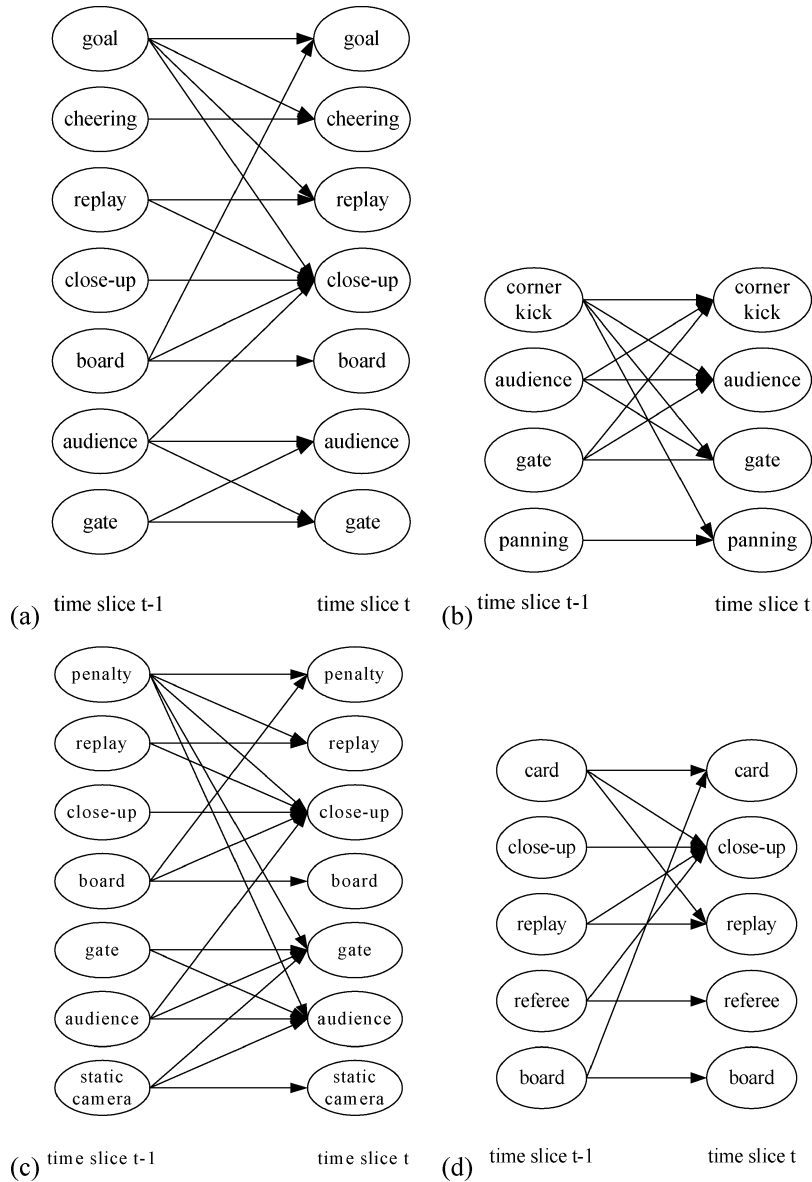 goal goal
cheering cheering
replay replay
close-up close-up
board board
audience audience
gate gate
(a) time slice t-1 time slice t
corner kick corner kick
audience audience
gate gate
panning panning
(b) time slice t-1 time slice t
penalty penalty
replay replay
close-up close-up
board board
gate gate
audience audience
static camera static camera
(c) time slice t-1 time slice t
card card
close-up close-up
replay replay
referee referee
board board
(d) time slice t-1 time slice t